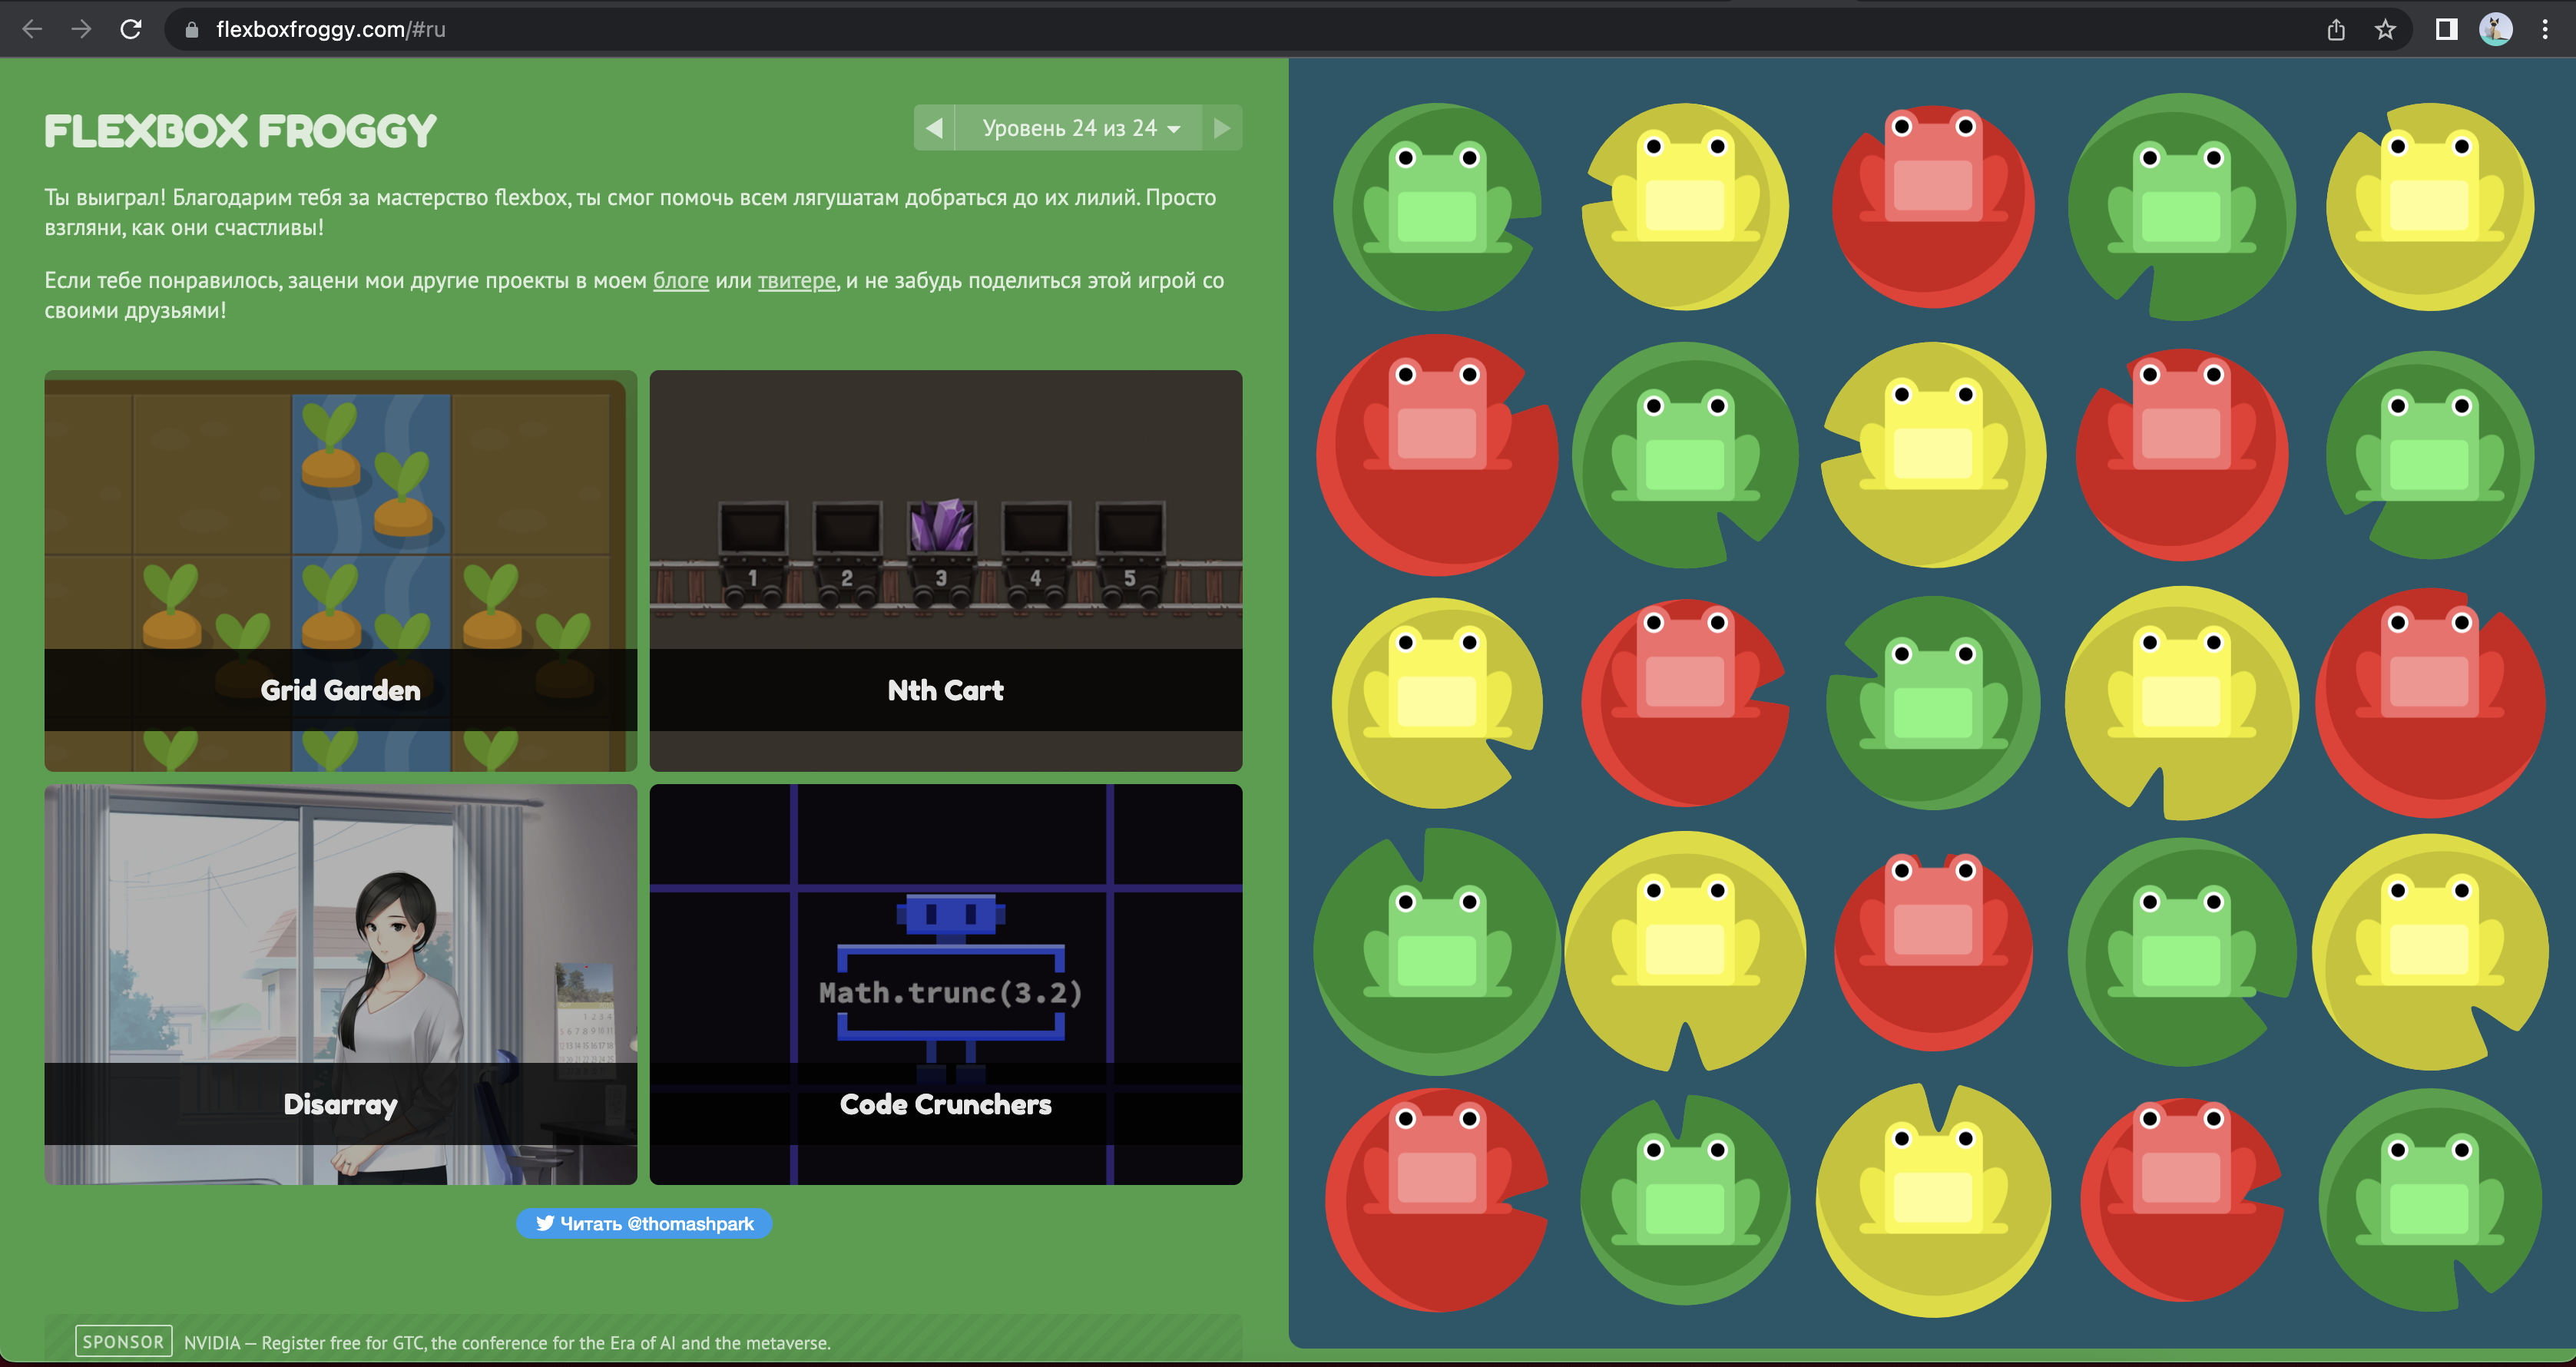 flexboxfroggy.com/#ru
FLEXBOX FROGGY
Уровень 24 из 24
Ты выиграл! Благодарим тебя за мастерство flexbox, ты смог помочь всем лягушатам добраться до их лилий. Просто
взгляни, как они счастливы!
Если тебе понравилось, зацени мои другие проекты в моем блоге или твитере, и не забудь поделиться этой игрой со
своими друзьями!
1 2 3 4 5
Grid Garden
Nth Cart
Math.trunc(3.2)
Disarray
Code Crunchers
Читать @thomashpark
SPONSOR NVIDIA — Register free for GTC, the conference for the Era of AI and the metaverse.